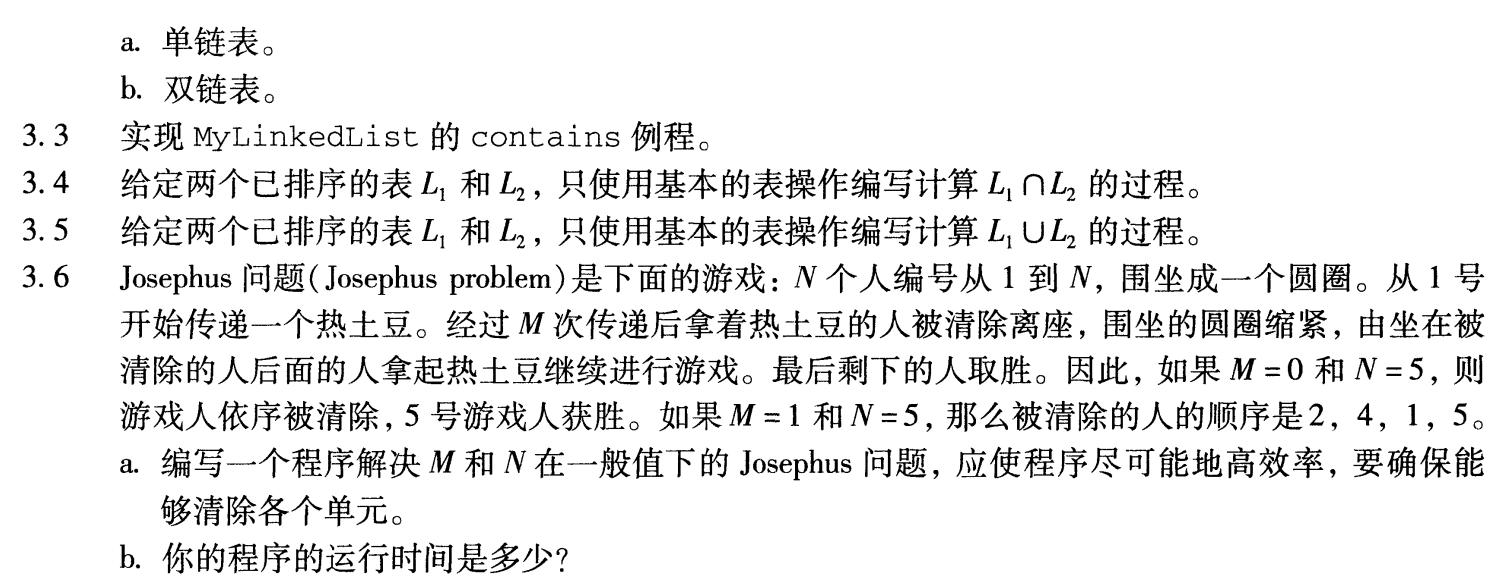 a. 单链表。
b. 双链表。
3.3 实现 MyLinkedList 的 contains 例程。
3.4 给定两个已排序的表 L₁ 和 L₂，只使用基本的表操作编写计算 L₁∩L₂ 的过程。
3.5 给定两个已排序的表 L₁ 和 L₂，只使用基本的表操作编写计算 L₁∪L₂ 的过程。
3.6 Josephus 问题(Josephus problem)是下面的游戏：N 个人编号从 1 到 N，围坐成一个圆圈。从 1 号
开始传递一个热土豆。经过 M 次传递后拿着热土豆的人被清除离座，围坐的圆圈缩紧，由坐在被
清除的人后面的人拿起热土豆继续进行游戏。最后剩下的人取胜。因此，如果 M = 0 和 N = 5，则
游戏人依序被清除，5 号游戏人获胜。如果 M = 1 和 N = 5，那么被清除的人的顺序是 2，4，1，5。
a. 编写一个程序解决 M 和 N 在一般值下的 Josephus 问题，应使程序尽可能地高效率，要确保能
够清除各个单元。
b. 你的程序的运行时间是多少?